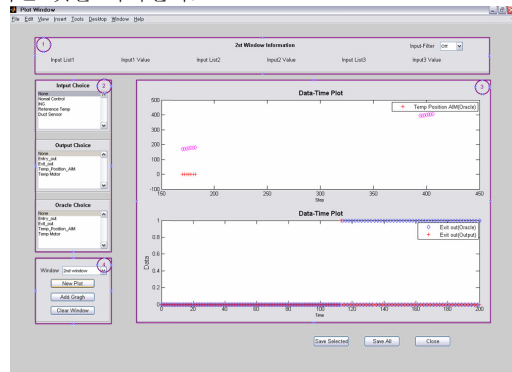 Plot Window
File Edit View Insert Tools Desktop Window Help
1
2st Window Information
Input-Filter Off
Input List1 Input1 Value Input List2 Input2 Value Input List3 Input3 Value
Intput Choice 2
None
Nomal Control
ING
Reference Temp
Duct Sensor
Output Choice
None
Entry_out
Exit_out
Temp_Position_AIM
Temp Motor
Oracle Choice
None
Entry_out
Exit_out
Temp_Position_AIM
Temp Motor
4
Window 2nd window
New Plot
Add Gragh
Clear Window
3
Data-Time Plot
Temp Position AIM(Oracle)
500
400
300
200
100
0
-100
150 200 250 300 350 400 450
Step
Data-Time Plot
Exit out(Oracle)
Exit out(Output)
Data
1
0.8
0.6
0.4
0.2
0
0 20 40 60 80 100 120 140 160 180 200
Time
Save Selected Save All Close